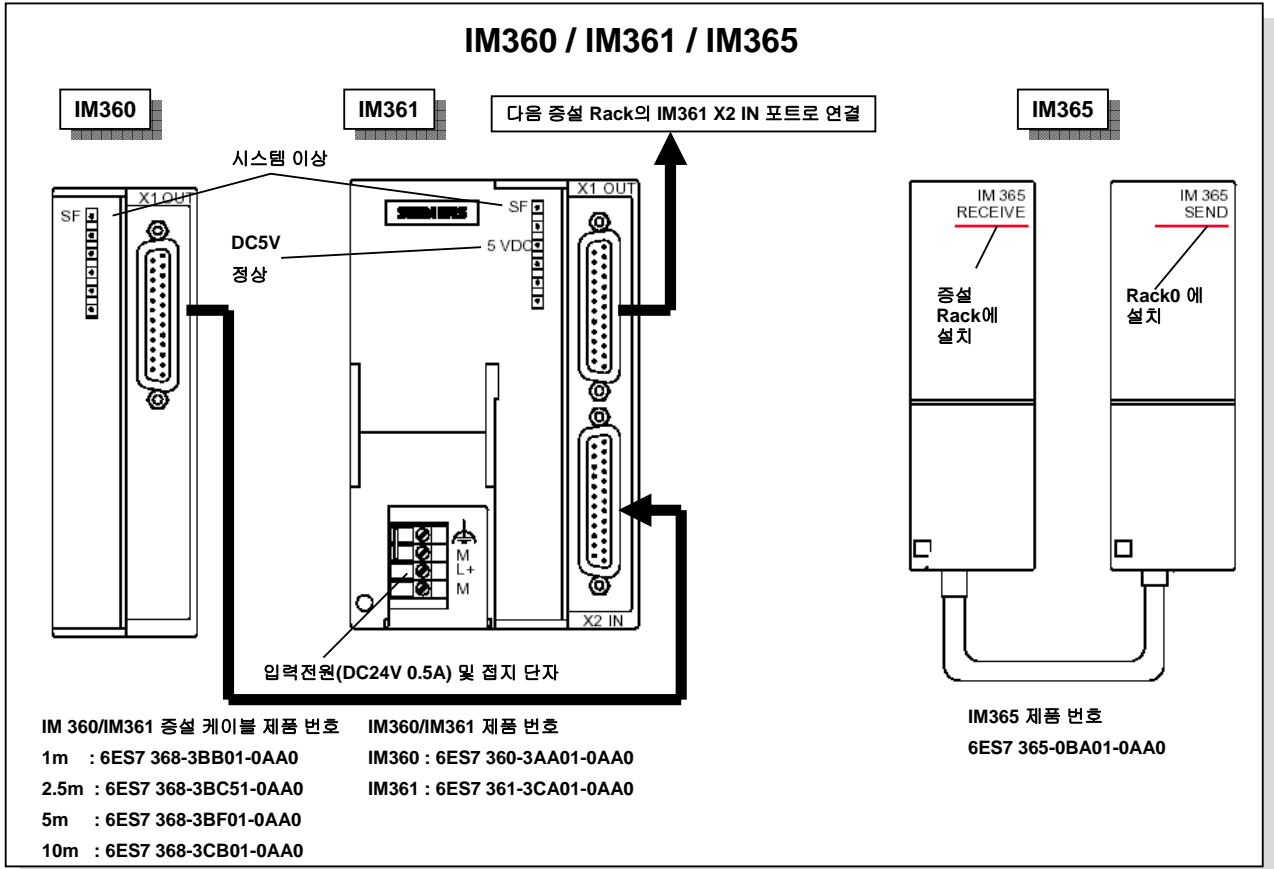 IM360 / IM361 / IM365
IM360
IM361
다음 증설 Rack의 IM361 X2 IN 포트로 연결
IM365
시스템 이상
DC5V
정상
X1 OUT
SF
SIEMENS
SF
5 VDC
X1 OUT
M
L+
M
X2 IN
입력전원(DC24V 0.5A) 및 접지 단자
IM 365
RECEIVE
증설
Rack에
설치
IM 365
SEND
Rack0 에
설치
IM 360/IM361 증설 케이블 제품 번호
1m : 6ES7 368-3BB01-0AA0
2.5m : 6ES7 368-3BC51-0AA0
5m : 6ES7 368-3BF01-0AA0
10m : 6ES7 368-3CB01-0AA0
IM360/IM361 제품 번호
IM360 : 6ES7 360-3AA01-0AA0
IM361 : 6ES7 361-3CA01-0AA0
IM365 제품 번호
6ES7 365-0BA01-0AA0